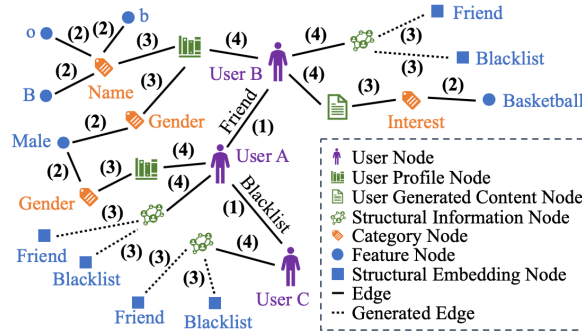 o
b
(2)
(2)
(3)
(4)
(4)
(3)
Friend
(2)
User B
(3)
Blacklist
B
Name
(3)
(4)
(3)
(2)
Basketball
Gender
Friend
Interest
Male
(2)
(1)
(2)
(3)
(4)
User A
Gender
(4)
(3)
(1)
Blacklist
Friend
(3)
(3)
(4)
Blacklist
(3)
User C
Friend
Blacklist
User Node
User Profile Node
User Generated Content Node
Structural Information Node
Category Node
Feature Node
Structural Embedding Node
Edge
Generated Edge